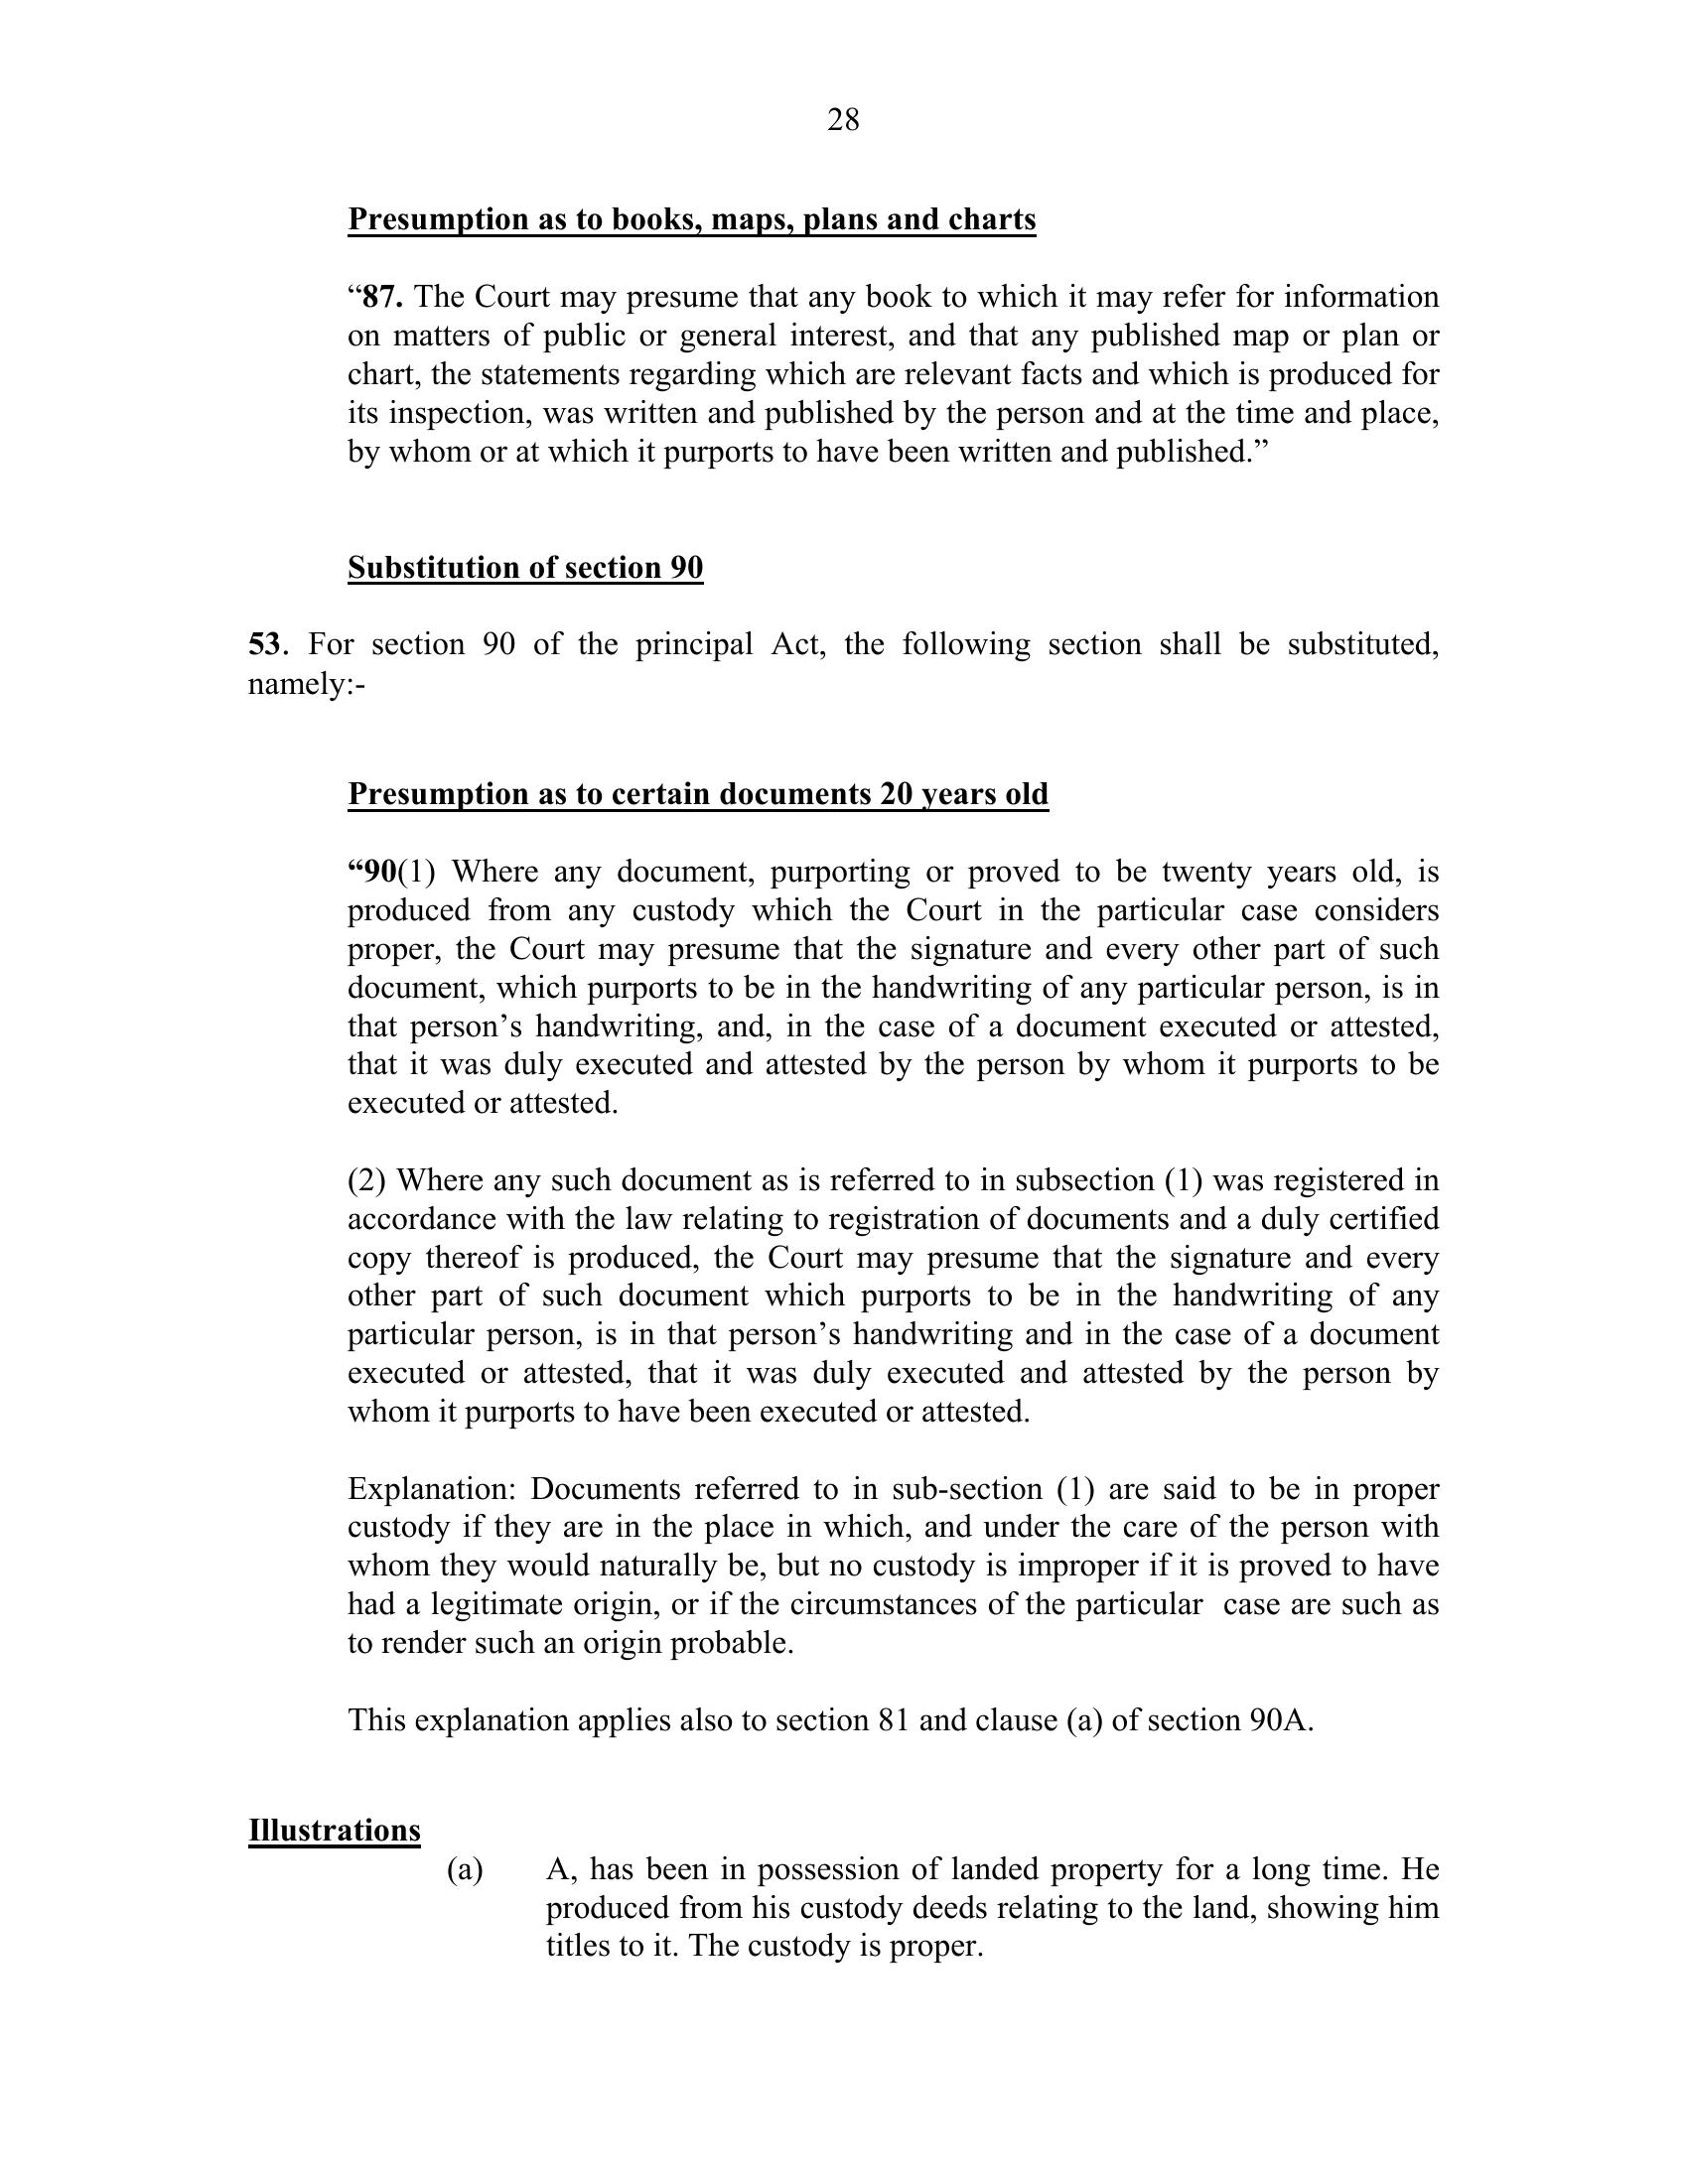 28
Presumption as to books, maps, plans and charts
“87. The Court may presume that any book to which it may refer for information
on matters of public or general interest, and that any published map or plan or
chart, the statements regarding which are relevant facts and which is produced for
its inspection, was written and published by the person and at the time and place,
by whom or at which it purports to have been written and published.”
Substitution of section 90
53. For section 90 of the principal Act, the following section shall be substituted,
namely:-
Presumption as to certain documents 20 years old
“90(1) Where any document, purporting or proved to be twenty years old, is
produced from any custody which the Court in the particular case considers
proper, the Court may presume that the signature and every other part of such
document, which purports to be in the handwriting of any particular person, is in
that person’s handwriting, and, in the case of a document executed or attested,
that it was duly executed and attested by the person by whom it purports to be
executed or attested.
(2) Where any such document as is referred to in subsection (1) was registered in
accordance with the law relating to registration of documents and a duly certified
copy thereof is produced, the Court may presume that the signature and every
other part of such document which purports to be in the handwriting of any
particular person, is in that person’s handwriting and in the case of a document
executed or attested, that it was duly executed and attested by the person by
whom it purports to have been executed or attested.
Explanation: Documents referred to in sub-section (1) are said to be in proper
custody if they are in the place in which, and under the care of the person with
whom they would naturally be, but no custody is improper if it is proved to have
had a legitimate origin, or if the circumstances of the particular case are such as
to render such an origin probable.
This explanation applies also to section 81 and clause (a) of section 90A.
Illustrations
(a) A, has been in possession of landed property for a long time. He
produced from his custody deeds relating to the land, showing him
titles to it. The custody is proper.